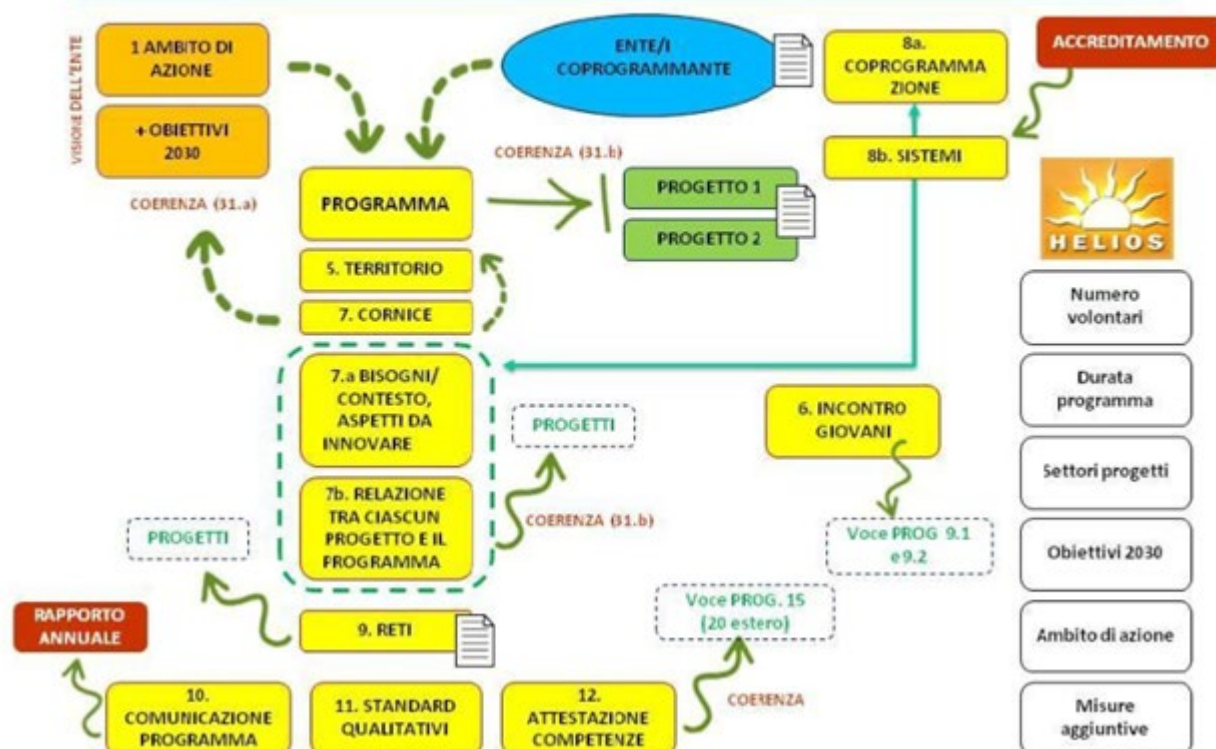 VISIONE DELL'ENTE
1 AMBITO DI
AZIONE
+ OBIETTIVI
2030
COERENZA (31.a)
ENTE/I
COPROGRAMMANTE
8a.
COPROGRAMMA
ZIONE
ACCREDITAMENTO
8b. SISTEMI
COERENZA (31.b)
PROGRAMMA
PROGETTO 1
PROGETTO 2
HELIOS
5. TERRITORIO
7. CORNICE
7.a BISOGNI/
CONTESTO,
ASPETTI DA
INNOVARE
7b. RELAZIONE
TRA CIASCUN
PROGETTO E IL
PROGRAMMA
PROGETTI
COERENZA (31.b)
6. INCONTRO
GIOVANI
Voce PROG 9.1
e 9.2
PROGETTI
RAPPORTO
ANNUALE
9. RETI
Voce PROG. 15
(20 estero)
10.
COMUNICAZIONE
PROGRAMMA
11. STANDARD
QUALITATIVI
12.
ATTESTAZIONE
COMPETENZE
COERENZA
Numero
volontari
Durata
programma
Settori progetti
Obiettivi 2030
Ambito di azione
Misure
aggiuntive